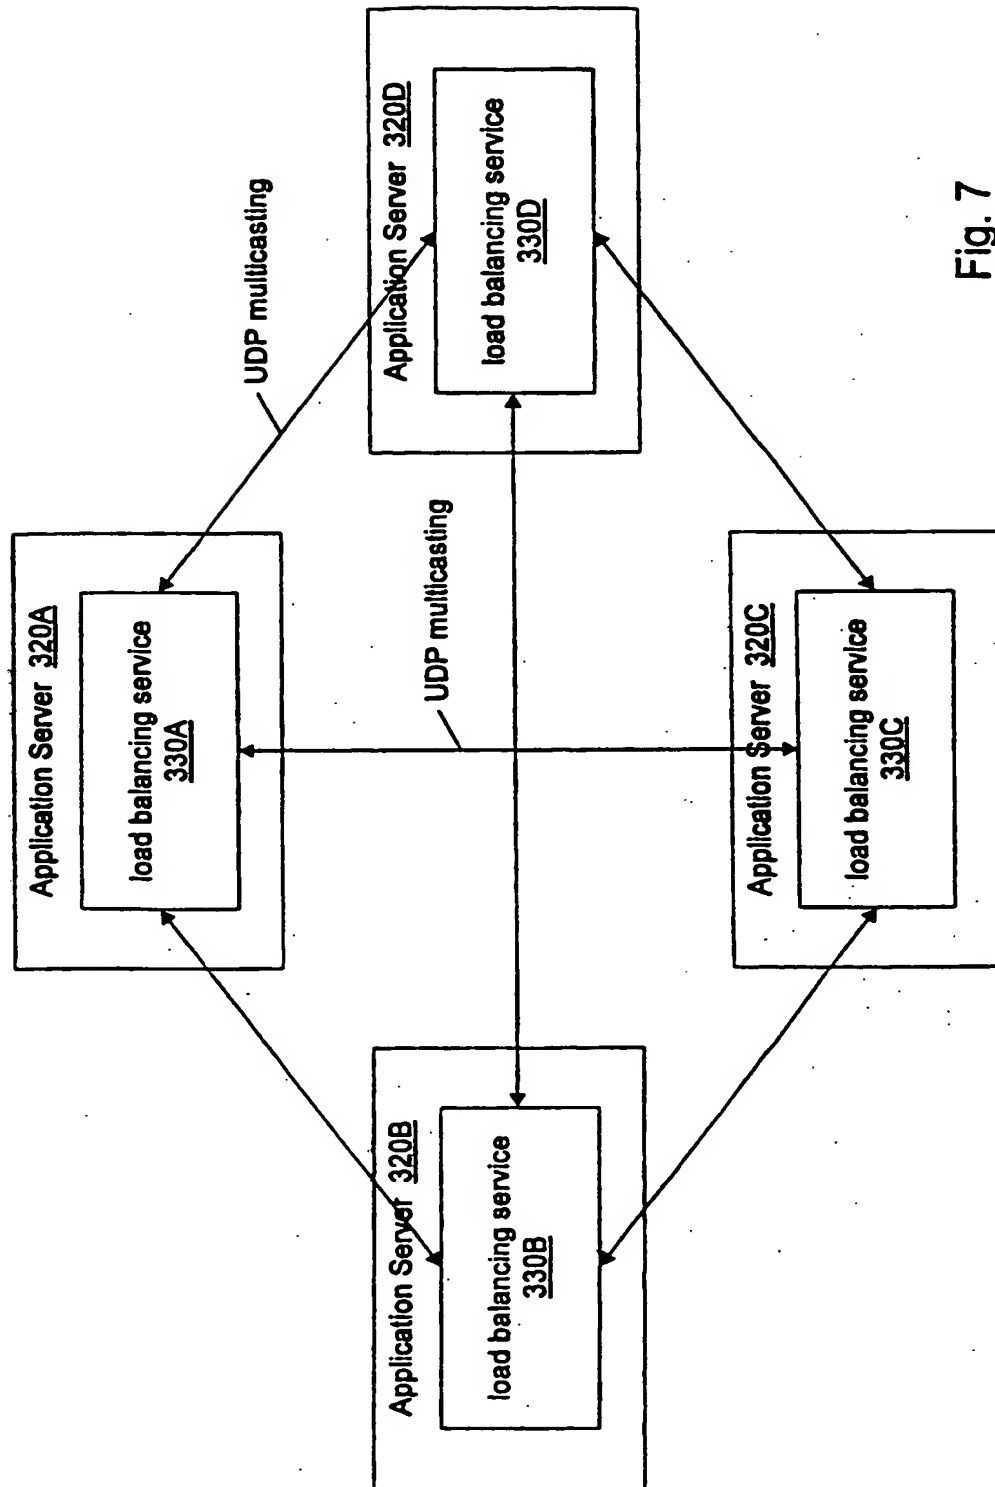 Application Server 320A
load balancing service
330A
UDP multicasting
Application Server 320B
load balancing service
330B
UDP multicasting
Application Server 320D
load balancing service
330D
Application Server 320C
load balancing service
330C
Fig. 7